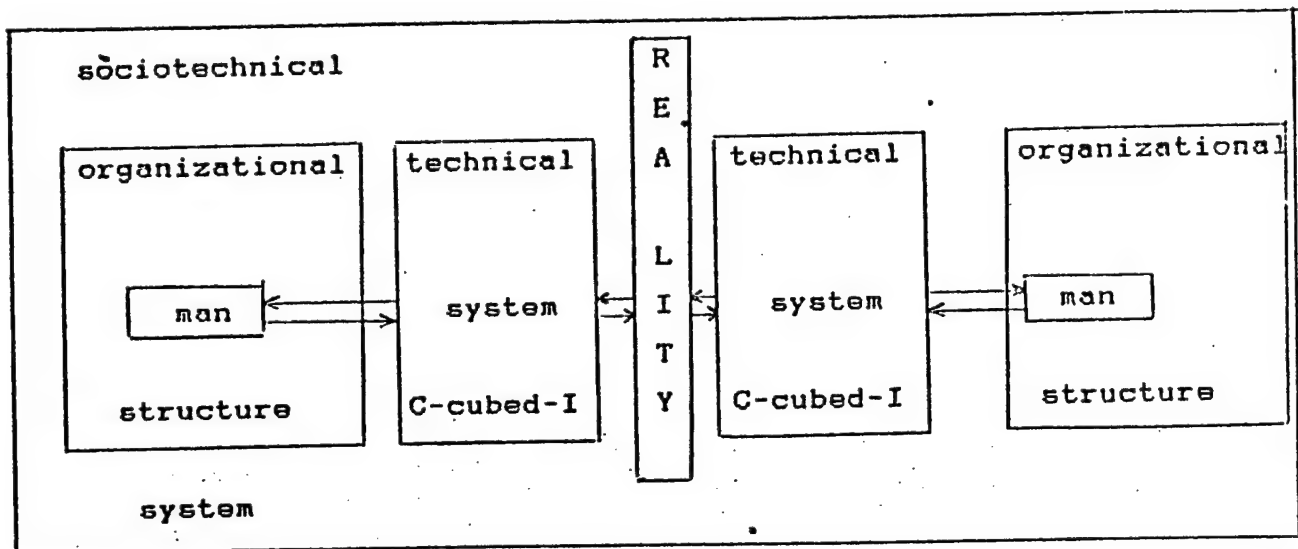 sociotechnical
organizational
man
structure
technical
system
C-cubed-I
R
E
A
L
I
T
Y
technical
system
C-cubed-I
organizational
man
structure
system